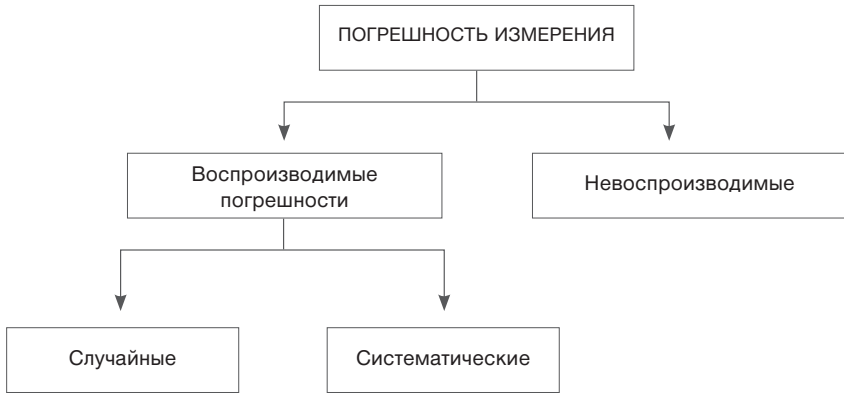 ПОГРЕШНОСТЬ ИЗМЕРЕНИЯ
Воспроизводимые
погрешности
Невоспроизводимые
Случайные
Систематические